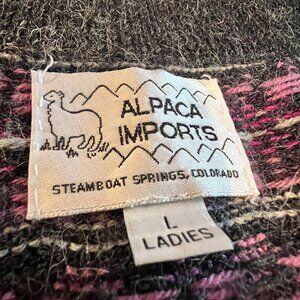 ALPACA
IMPORTS
STEAMBOAT SPRINGS, COLORADO
L
LADIES